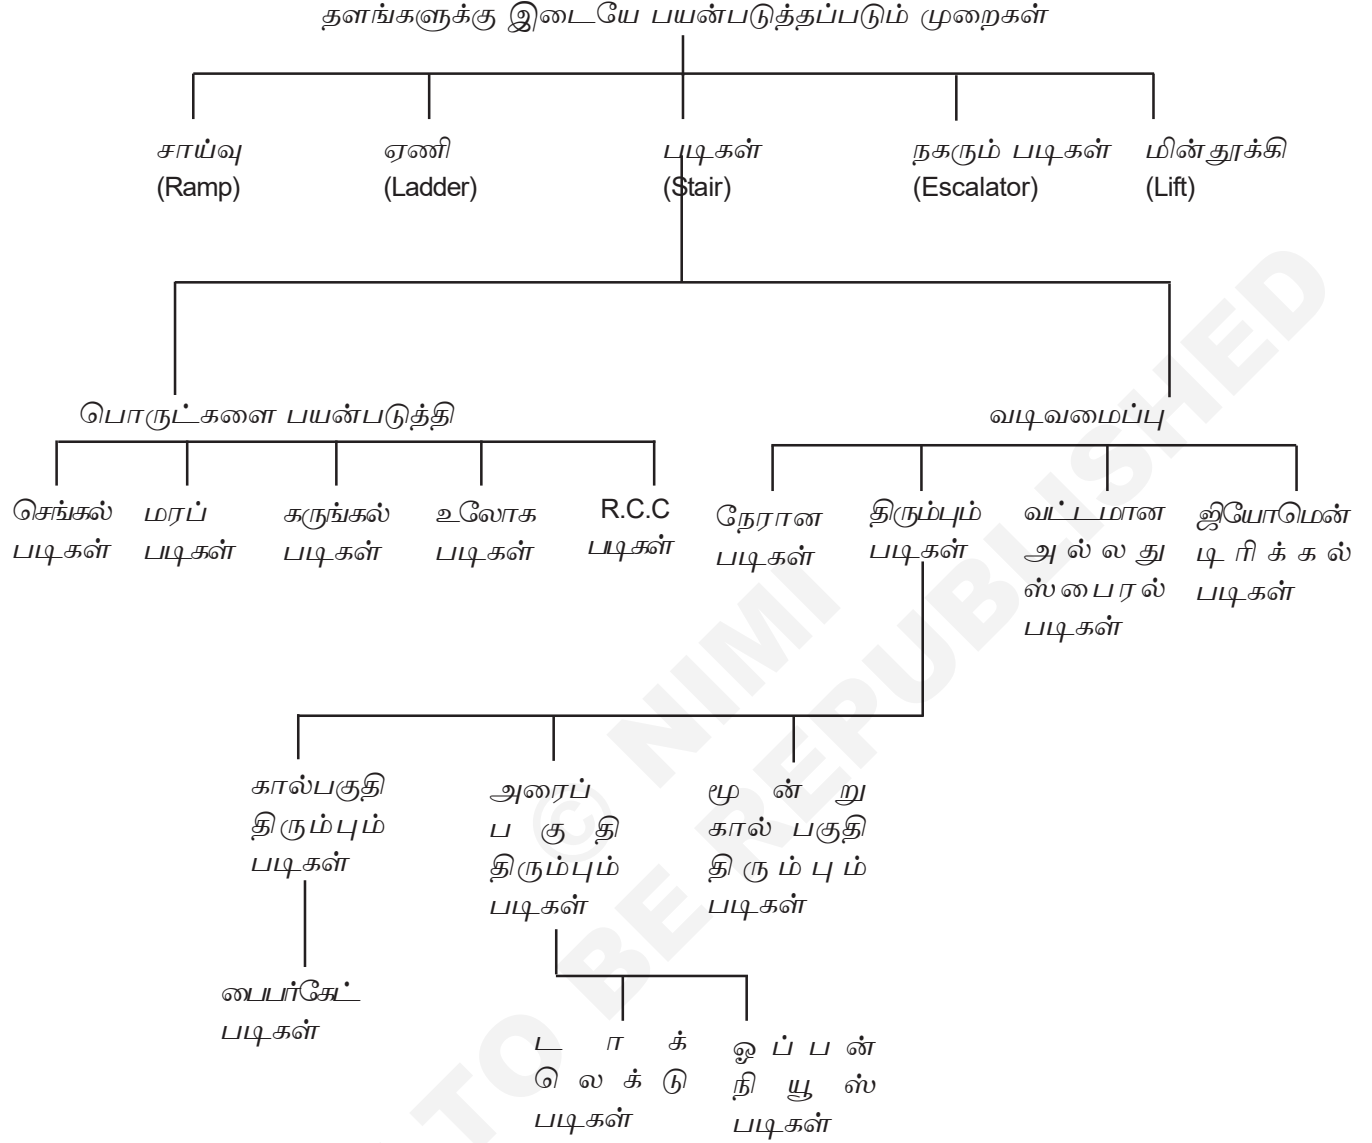 தளங்களுக்கு இடையே பயன்படுத்தப்படும் முறைகள்
சாய்வு
(Ramp)
ஏணி
(Ladder)
படிகள்
(Stair)
நகரும் படிகள்
(Escalator)
மின்தூக்கி
(Lift)
பொருட்களை பயன்படுத்தி
வடிவமைப்பு
செங்கல்
படிகள்
மரப்
படிகள்
கருங்கல்
படிகள்
உலோக
படிகள்
R.C.C
படிகள்
நேரான
படிகள்
திரும்பும்
படிகள்
வட்டமான
அல்லது
ஸ்பைரல்
படிகள்
ஜியோமென்
டிரிக்கல்
படிகள்
கால்பகுதி
திரும்பும்
படிகள்
அரைப்
பகுதி
திரும்பும்
படிகள்
மூன்று
கால் பகுதி
திரும்பும்
படிகள்
பைபர்கேட்
படிகள்
டாக்
லெக்டு
படிகள்
ஓப்பன்
நியூஸ்
படிகள்
© NIMI
TO BE REPUBLISHED